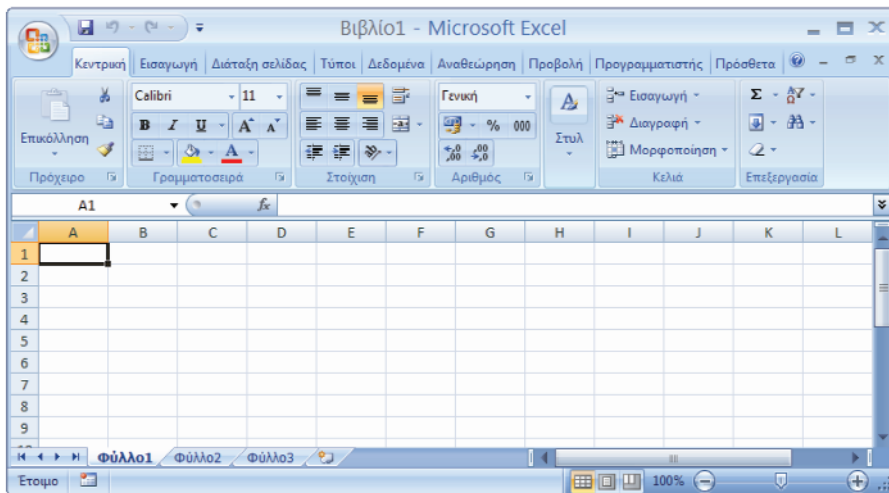 Βιβλίο1 - Microsoft Excel
Κεντρική Εισαγωγή Διάταξη σελίδας Τύποι Δεδομένα Αναθεώρηση Προβολή Προγραμματιστής Πρόσθετα
Calibri 11 Γενική Εισαγωγή Σ
Επικόλληση B I U A A % 000 Στυλ Διαγραφή
A Μορφοποίηση
Πρόχειρο Γραμματοσειρά Στοίχιση Αριθμός Κελιά Επεξεργασία
A1 fx
A B C D E F G H I J K L
1
2
3
4
5
6
7
8
9
Φύλλο1 Φύλλο2 Φύλλο3
Έτοιμο 100%